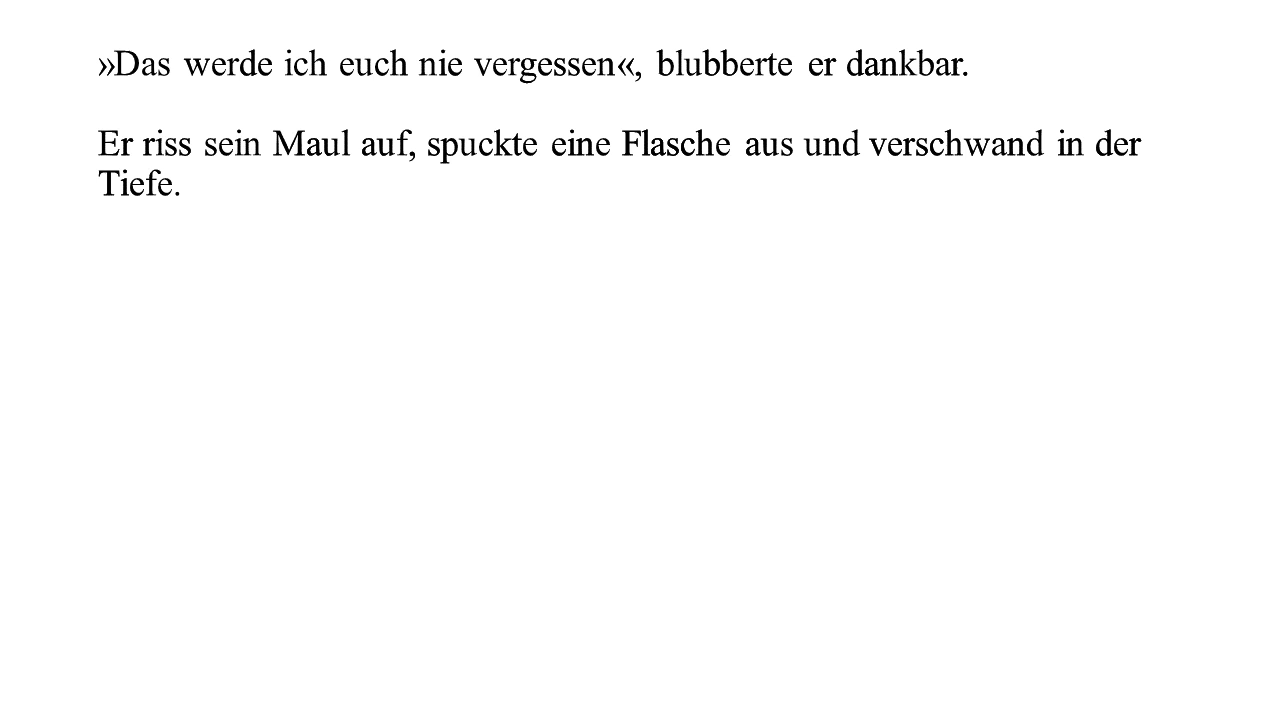 »Das werde ich euch nie vergessen«, blubberte er dankbar.
Er riss sein Maul auf, spuckte eine Flasche aus und verschwand in der
Tiefe.